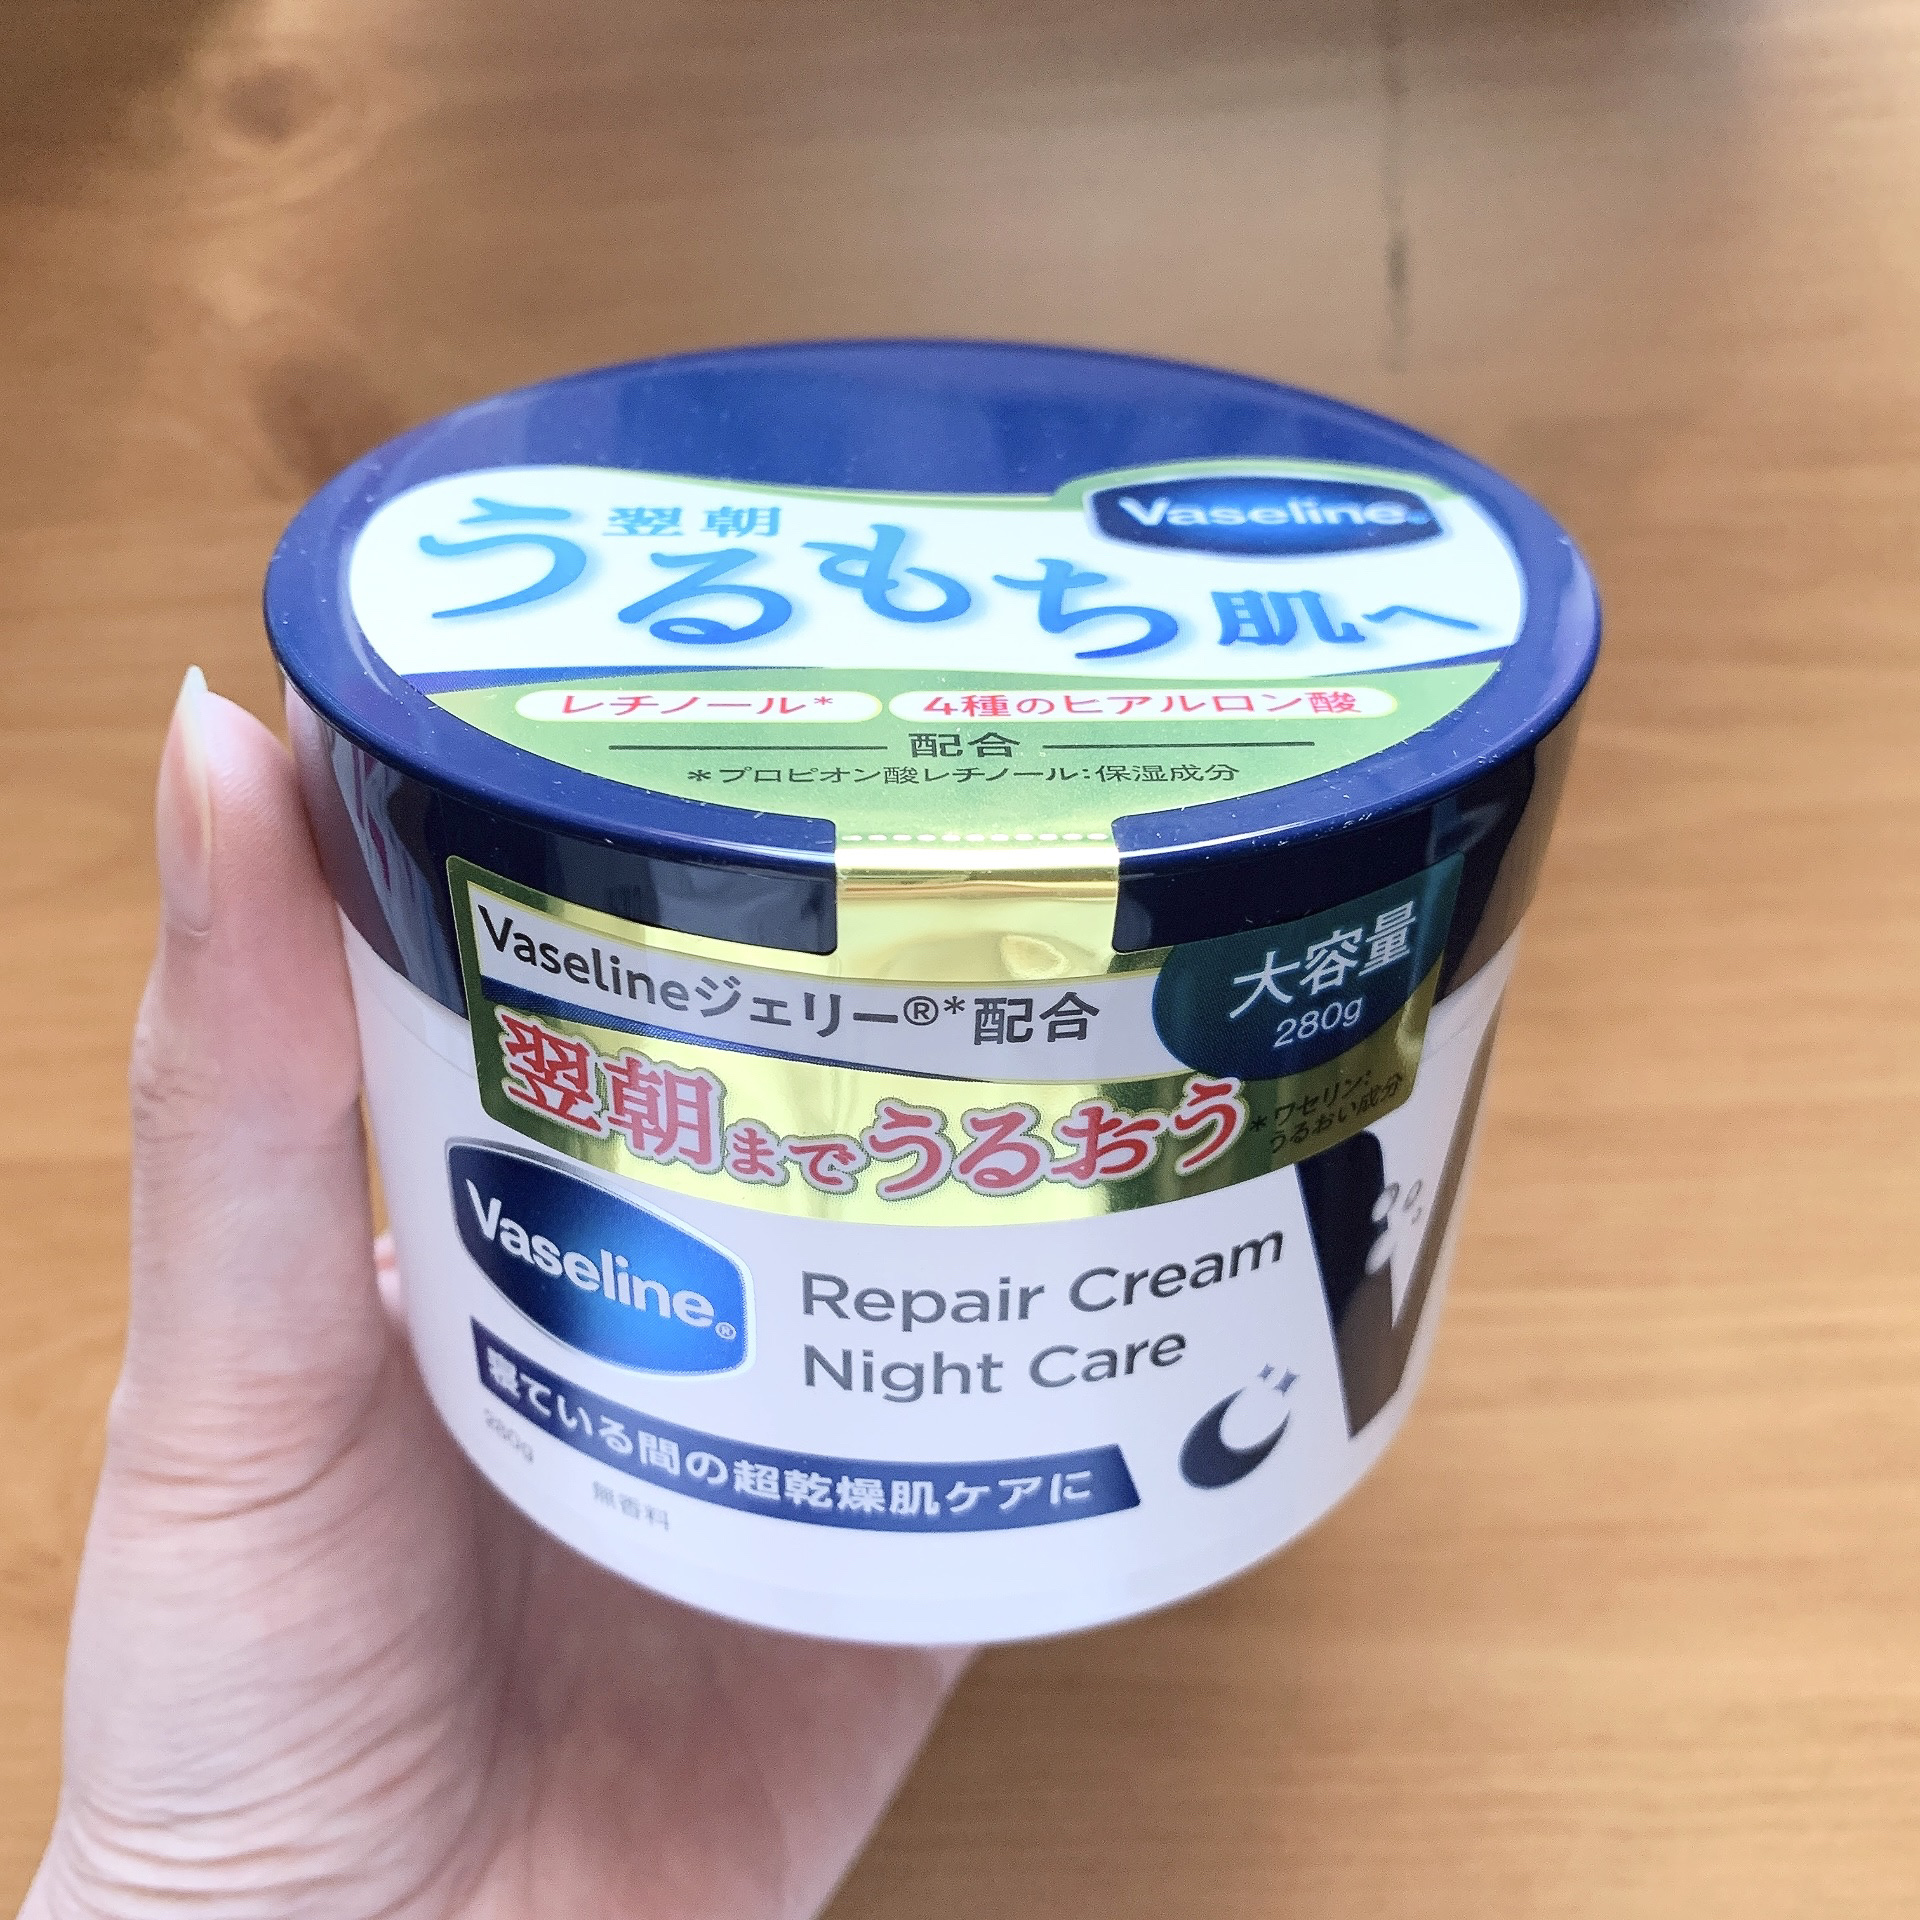 Vaseline®
翌朝
うるもち肌へ
レチノール* 4種のヒアルロン酸
配合
*プロピオン酸レチノール:保湿成分
Vaselineジェリー®*配合
大容量
280g
翌朝までうるおう
*ワセリン:
うるおい成分
Vaseline®
Repair Cream
Night Care
寝ている間の超乾燥肌ケアに
280g 無香料